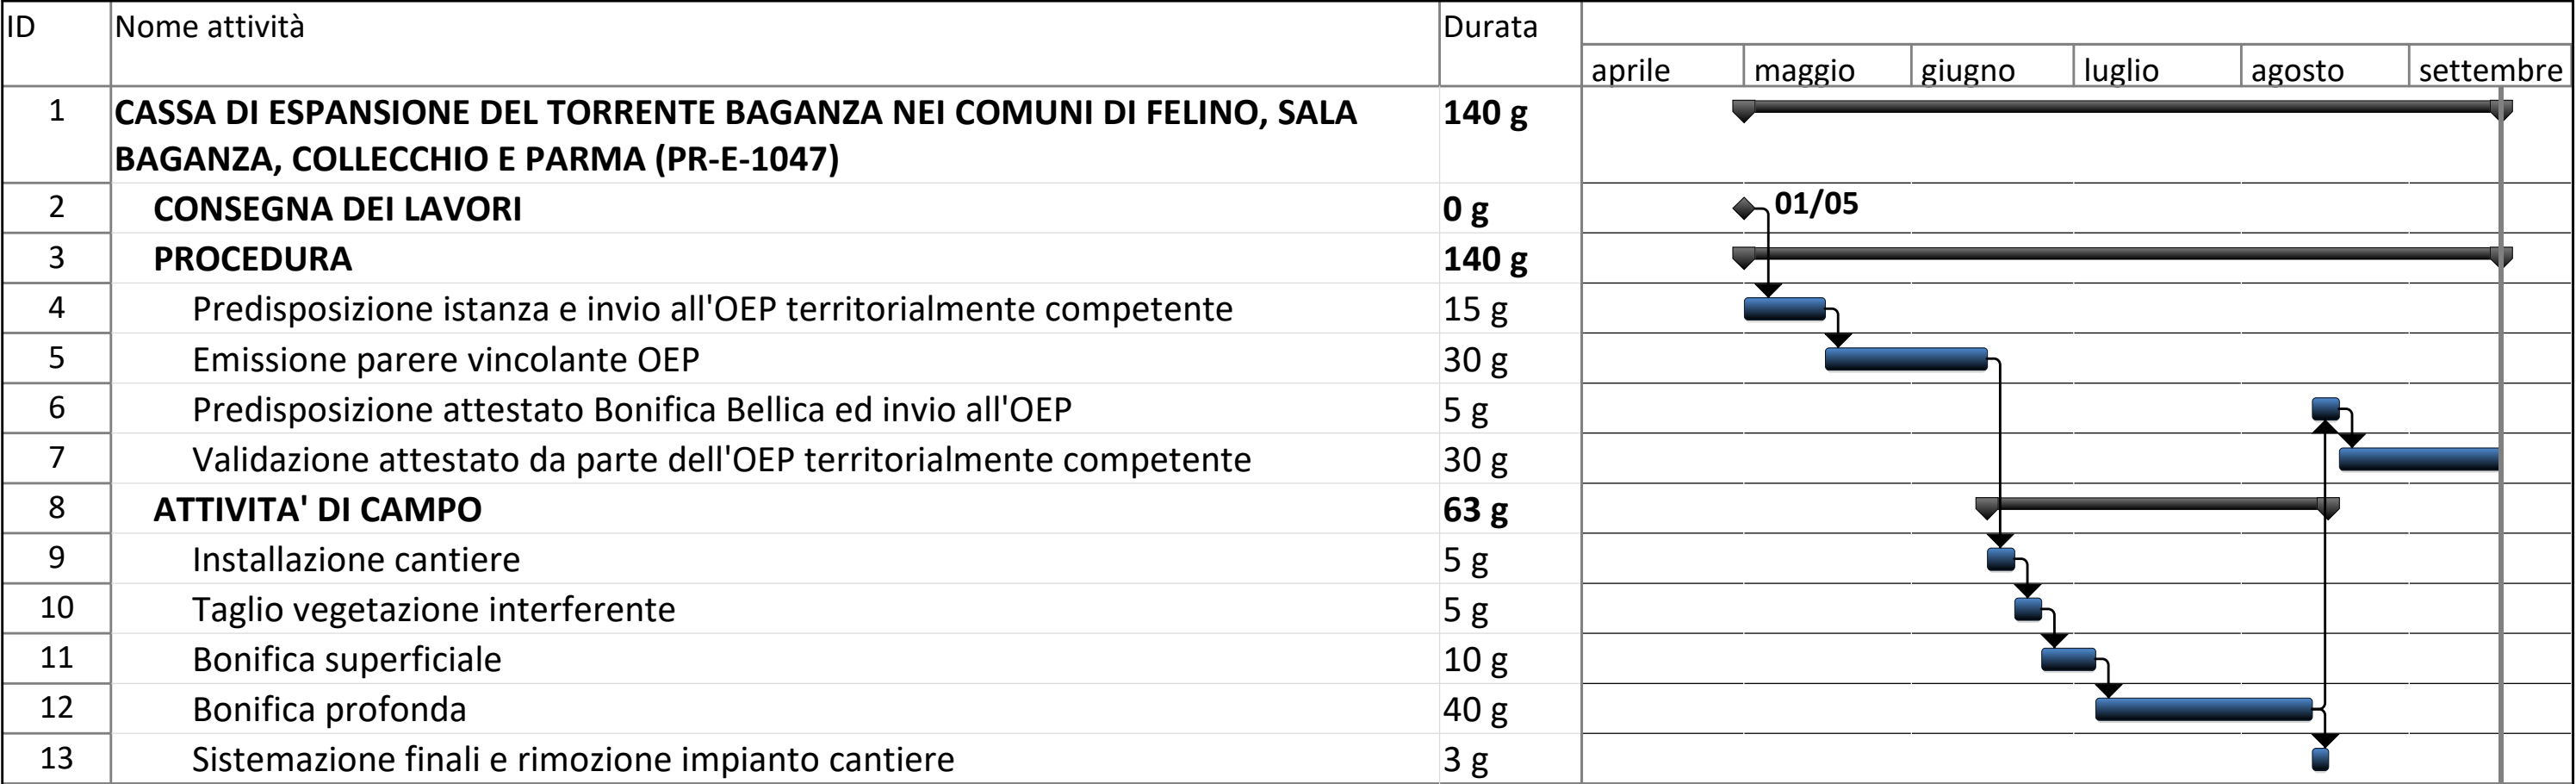 ID Nome attività Durata
aprile maggio giugno luglio agosto settembre
1 CASSA DI ESPANSIONE DEL TORRENTE BAGANZA NEI COMUNI DI FELINO, SALA 140 g
BAGANZA, COLLECCHIO E PARMA (PR-E-1047)
2 CONSEGNA DEI LAVORI 0 g 01/05
3 PROCEDURA 140 g
4 Predisposizione istanza e invio all'OEP territorialmente competente 15 g
5 Emissione parere vincolante OEP 30 g
6 Predisposizione attestato Bonifica Bellica ed invio all'OEP 5 g
7 Validazione attestato da parte dell'OEP territorialmente competente 30 g
8 ATTIVITA' DI CAMPO 63 g
9 Installazione cantiere 5 g
10 Taglio vegetazione interferente 5 g
11 Bonifica superficiale 10 g
12 Bonifica profonda 40 g
13 Sistemazione finali e rimozione impianto cantiere 3 g